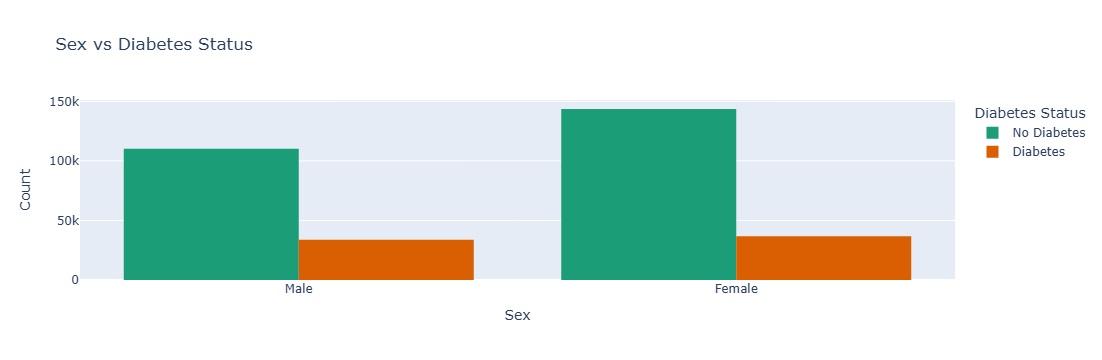 Sex vs Diabetes Status
150k
100k
50k
0
Count
Male
Female
Sex
Diabetes Status
No Diabetes
Diabetes